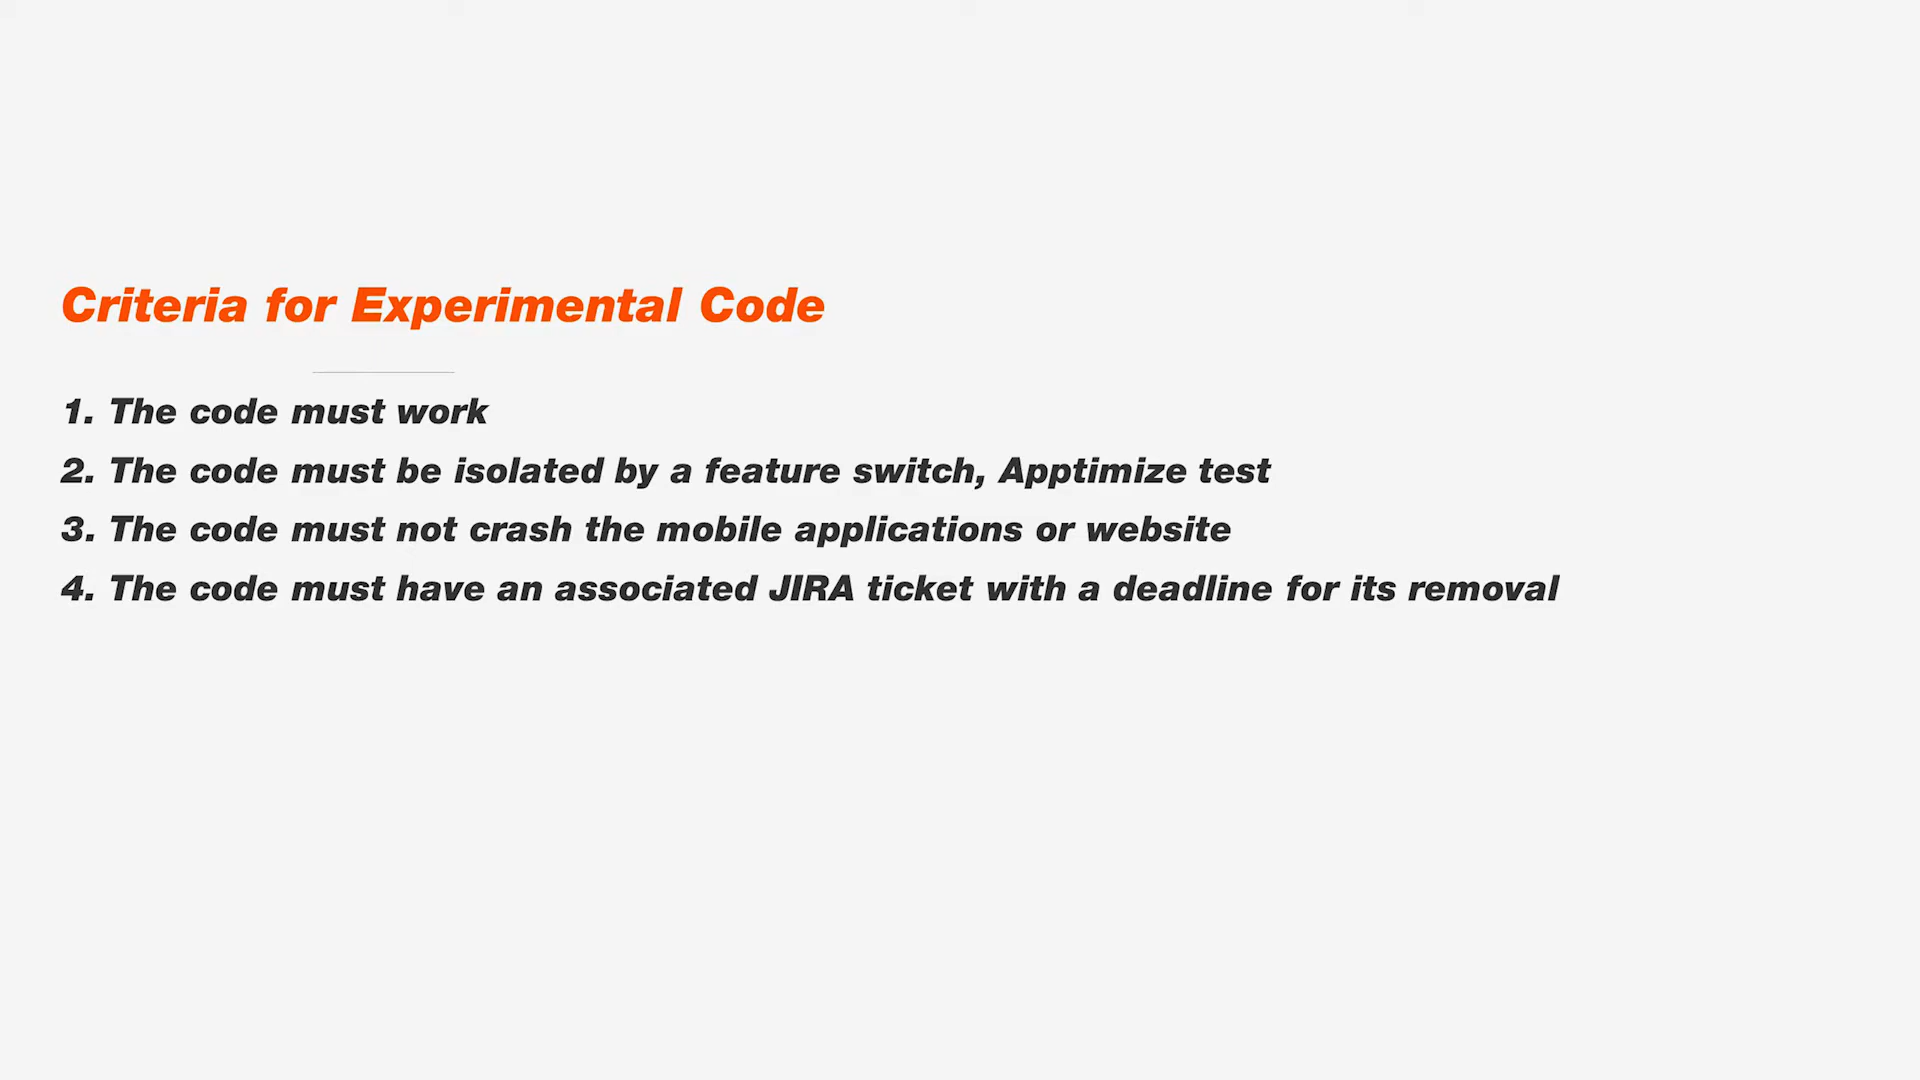 Criteria for Experimental Code
1. The code must work
2. The code must be isolated by a feature switch, Apptimize test
3. The code must not crash the mobile applications or website
4. The code must have an associated JIRA ticket with a deadline for its removal